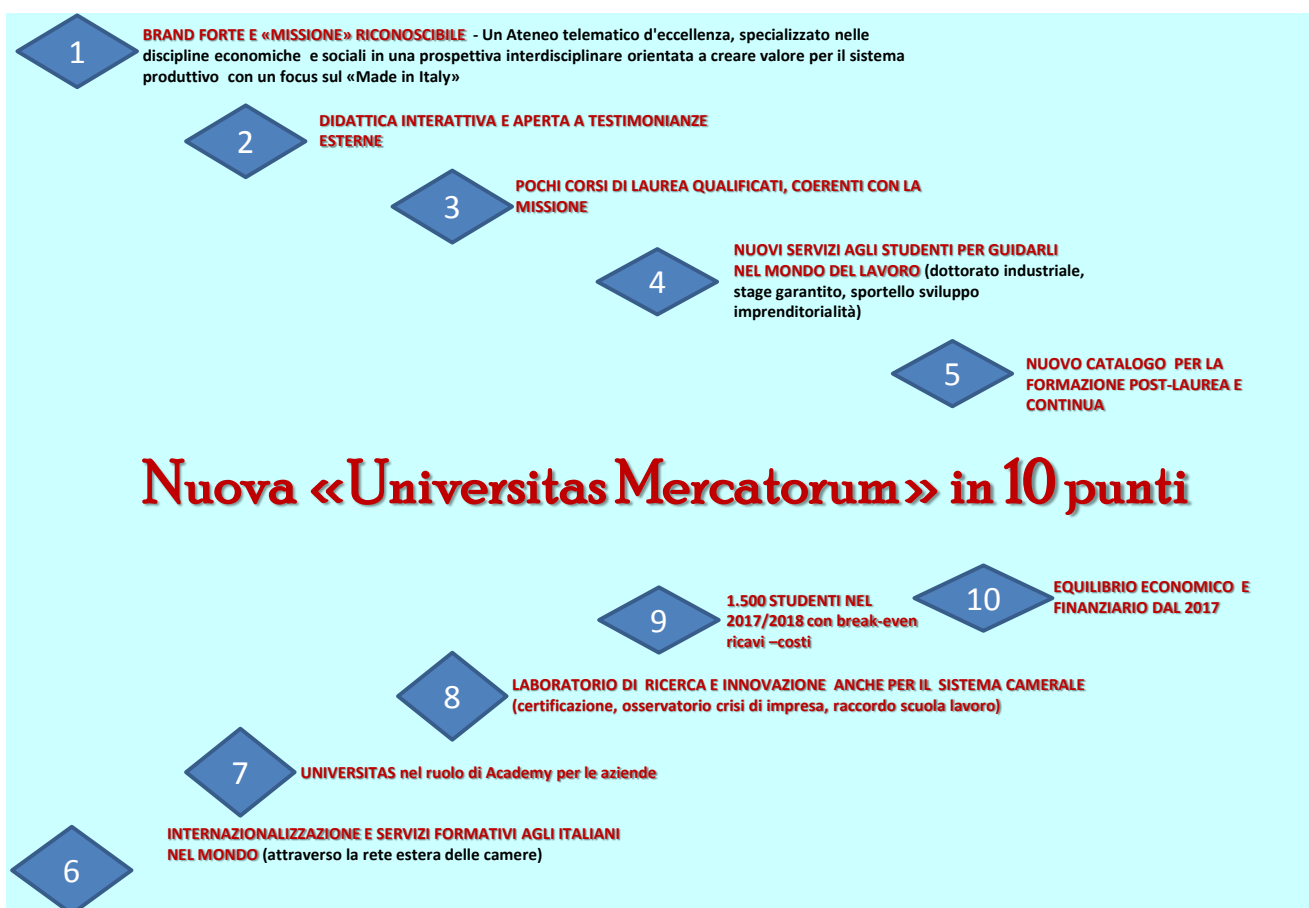 1
BRAND FORTE E «MISSIONE» RICONOSCIBILE - Un Ateneo telematico d'eccellenza, specializzato nelle
discipline economiche e sociali in una prospettiva interdisciplinare orientata a creare valore per il sistema
produttivo con un focus sul «Made in Italy»
2
DIDATTICA INTERATTIVA E APERTA A TESTIMONIANZE
ESTERNE
3
POCHI CORSI DI LAUREA QUALIFICATI, COERENTI CON LA
MISSIONE
4
NUOVI SERVIZI AGLI STUDENTI PER GUIDARLI
NEL MONDO DEL LAVORO (dottorato industriale,
stage garantito, sportello sviluppo
imprenditorialità)
5
NUOVO CATALOGO PER LA
FORMAZIONE POST-LAUREA E
CONTINUA
Nuova «Universitas Mercatorum» in 10 punti
10
EQUILIBRIO ECONOMICO E
FINANZIARIO DAL 2017
9
1.500 STUDENTI NEL
2017/2018 con break-even
ricavi –costi
8
LABORATORIO DI RICERCA E INNOVAZIONE ANCHE PER IL SISTEMA CAMERALE
(certificazione, osservatorio crisi di impresa, raccordo scuola lavoro)
7
UNIVERSITAS nel ruolo di Academy per le aziende
6
INTERNAZIONALIZZAZIONE E SERVIZI FORMATIVI AGLI ITALIANI
NEL MONDO (attraverso la rete estera delle camere)